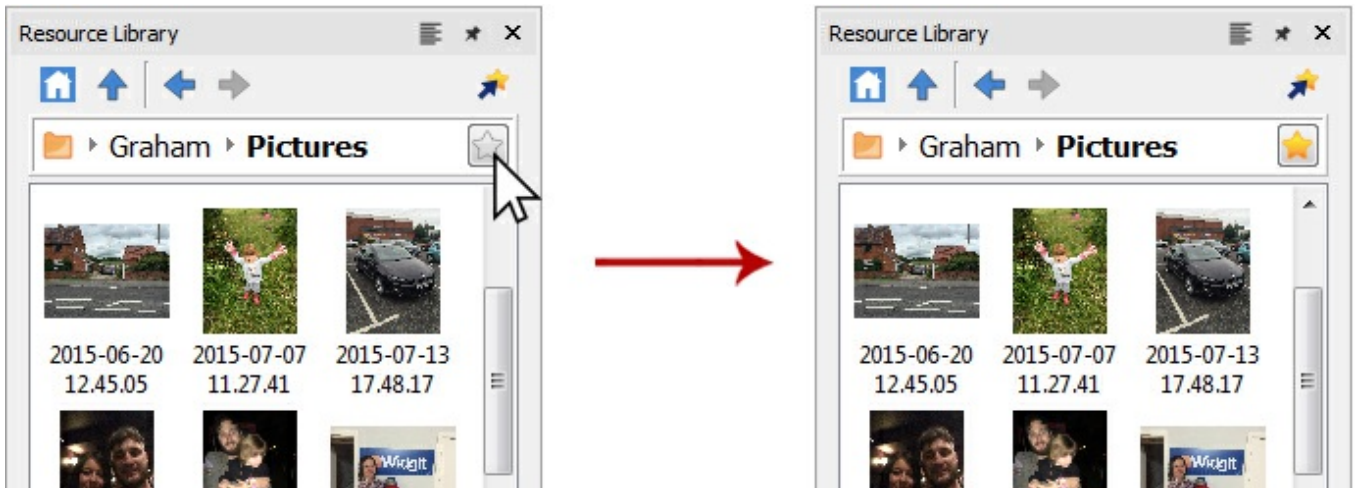 Resource Library
Graham Pictures
2015-06-20 2015-07-07 2015-07-13
12.45.05 11.27.41 17.48.17
Widgit
Resource Library
Graham Pictures
2015-06-20 2015-07-07 2015-07-13
12.45.05 11.27.41 17.48.17
Widgit